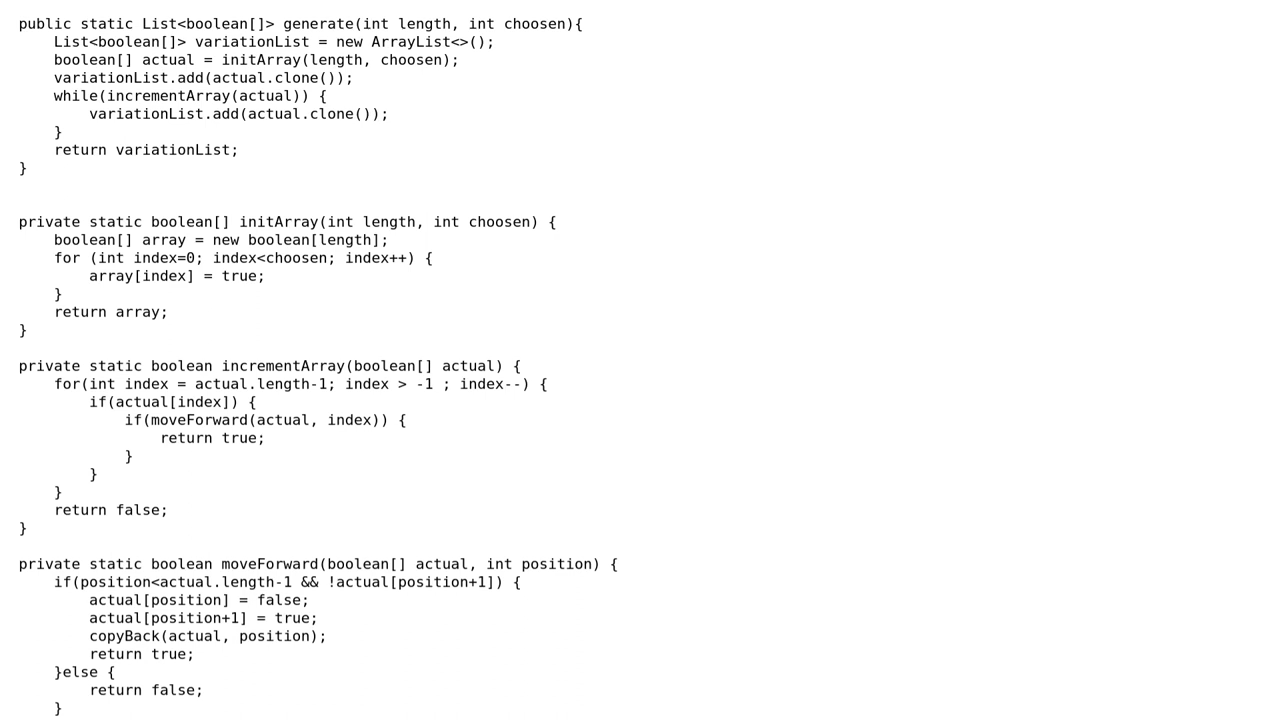 public static List<boolean[]> generate(int length, int choosen){
    List<boolean[]> variationList = new ArrayList<>();
    boolean[] actual = initArray(length, choosen);
    variationList.add(actual.clone());
    while(incrementArray(actual)) {
        variationList.add(actual.clone());
    }
    return variationList;
}
private static boolean[] initArray(int length, int choosen) {
    boolean[] array = new boolean[length];
    for (int index=0; index<choosen; index++) {
        array[index] = true;
    }
    return array;
}
private static boolean incrementArray(boolean[] actual) {
    for(int index = actual.length-1; index > -1 ; index--) {
        if(actual[index]) {
            if(moveForward(actual, index)) {
                return true;
            }
        }
    }
    return false;
}
private static boolean moveForward(boolean[] actual, int position) {
    if(position<actual.length-1 && !actual[position+1]) {
        actual[position] = false;
        actual[position+1] = true;
        copyBack(actual, position);
        return true;
    }else {
        return false;
    }